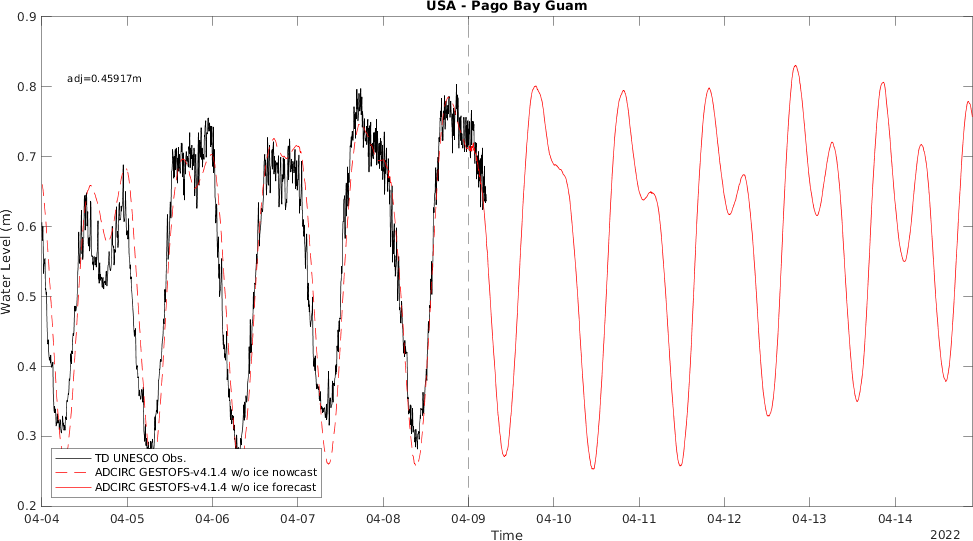 USA - Pago Bay Guam
adj=0.45917m
Water Level (m)
0.9
0.8
0.7
0.6
0.5
0.4
0.3
0.2
TD UNESCO Obs.
ADCIRC GESTOFS-v4.1.4 w/o ice nowcast
ADCIRC GESTOFS-v4.1.4 w/o ice forecast
04-04 04-05 04-06 04-07 04-08 04-09 04-10 04-11 04-12 04-13 04-14
Time
2022